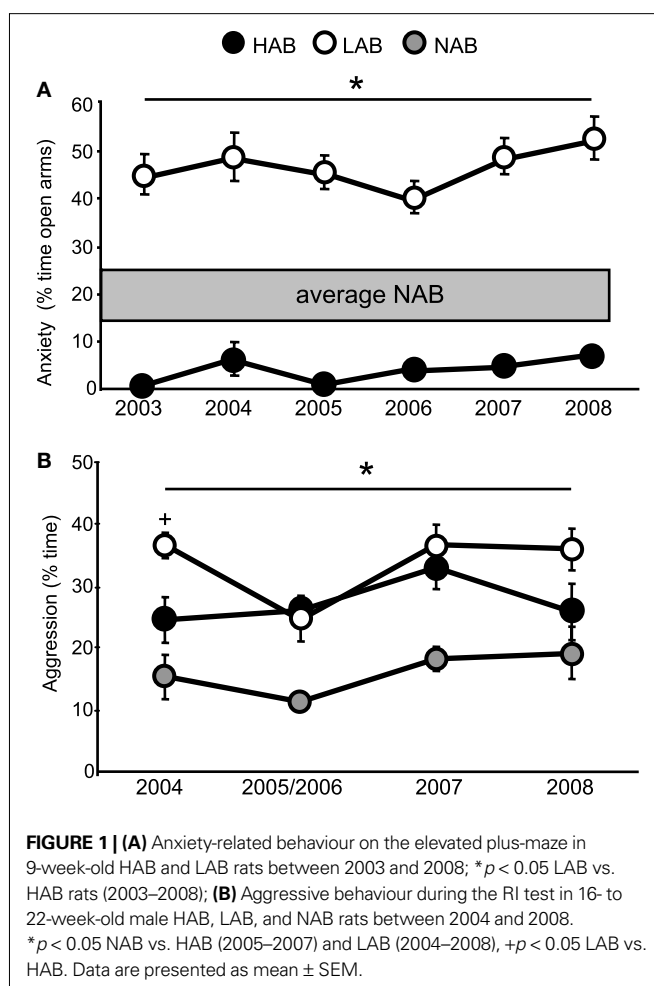 HAB LAB NAB
A
*
Anxiety (% time open arms)
60
50
40
30
20
10
0
average NAB
2003 2004 2005 2006 2007 2008
B
*
+
Aggression (% time)
50
40
30
20
10
0
2004 2005/2006 2007 2008
FIGURE 1 | (A) Anxiety-related behaviour on the elevated plus-maze in
9-week-old HAB and LAB rats between 2003 and 2008; *p < 0.05 LAB vs.
HAB rats (2003–2008); (B) Aggressive behaviour during the RI test in 16- to
22-week-old male HAB, LAB, and NAB rats between 2004 and 2008.
*p < 0.05 NAB vs. HAB (2005–2007) and LAB (2004–2008), +p < 0.05 LAB vs.
HAB. Data are presented as mean ± SEM.